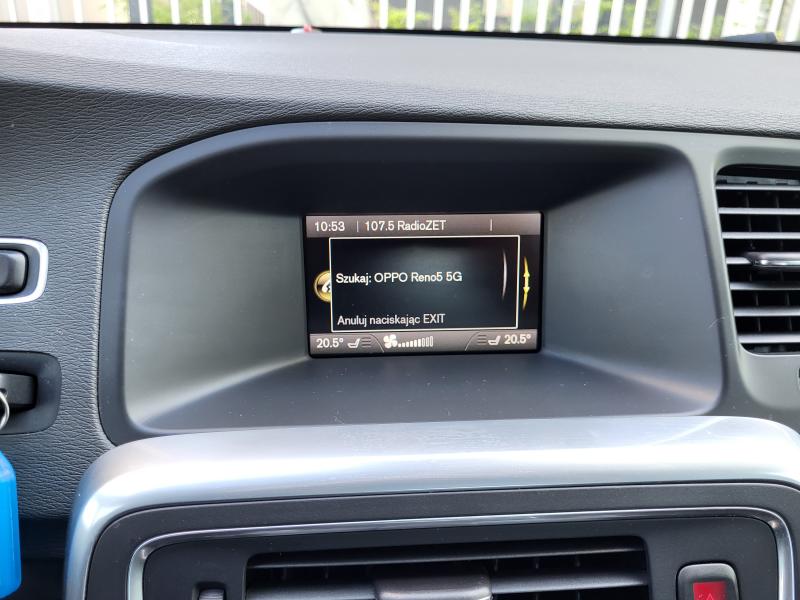 10:53 107.5 RadioZET
Szukaj: OPPO Reno5 5G
Anuluj naciskając EXIT
20.5° 20.5°